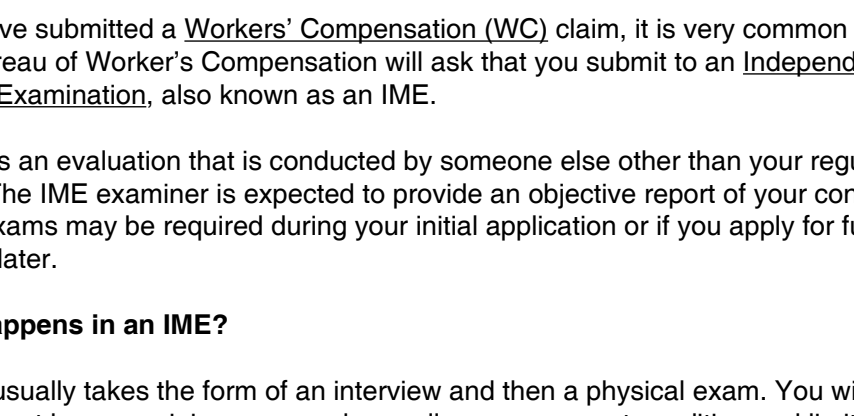 ve submitted a Workers' Compensation (WC) claim, it is very common
reau of Worker's Compensation will ask that you submit to an Independ
Examination, also known as an IME.
s an evaluation that is conducted by someone else other than your regu
The IME examiner is expected to provide an objective report of your con
xams may be required during your initial application or if you apply for fu
later.
appens in an IME?
usually takes the form of an interview and then a physical exam. You wi